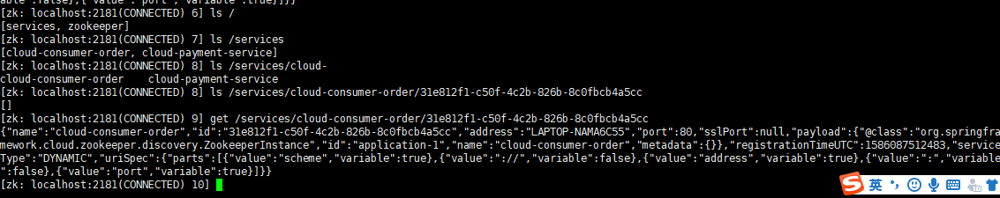 able":false},{"value":"port","variable":true}]}}
[zk: localhost:2181(CONNECTED) 6] ls /
[services, zookeeper]
[zk: localhost:2181(CONNECTED) 7] ls /services
[cloud-consumer-order, cloud-payment-service]
[zk: localhost:2181(CONNECTED) 8] ls /services/cloud-
cloud-consumer-order    cloud-payment-service
[zk: localhost:2181(CONNECTED) 8] ls /services/cloud-consumer-order/31e812f1-c50f-4c2b-826b-8c0fbcb4a5cc
[]
[zk: localhost:2181(CONNECTED) 9] get /services/cloud-consumer-order/31e812f1-c50f-4c2b-826b-8c0fbcb4a5cc
{"name":"cloud-consumer-order","id":"31e812f1-c50f-4c2b-826b-8c0fbcb4a5cc","address":"LAPTOP-NAMA6C55","port":80,"sslPort":null,"payload":{"@class":"org.springfra
mework.cloud.zookeeper.discovery.ZookeeperInstance","id":"application-1","name":"cloud-consumer-order","metadata":{}},"registrationTimeUTC":1586087512483,"service
Type":"DYNAMIC","uriSpec":{"parts":[{"value":"scheme","variable":true},{"value":"://","variable":false},{"value":"address","variable":true},{"value":":","variable
":false},{"value":"port","variable":true}]}}
[zk: localhost:2181(CONNECTED) 10]
S 英